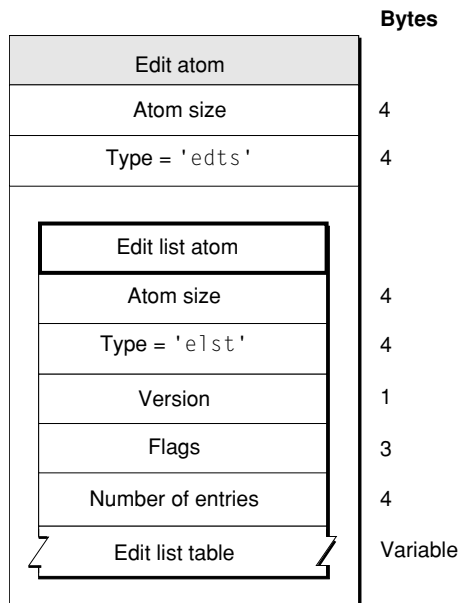 Bytes
Edit atom
Atom size 4
Type = 'edts' 4
Edit list atom
Atom size 4
Type = 'elst' 4
Version 1
Flags 3
Number of entries 4
Edit list table Variable